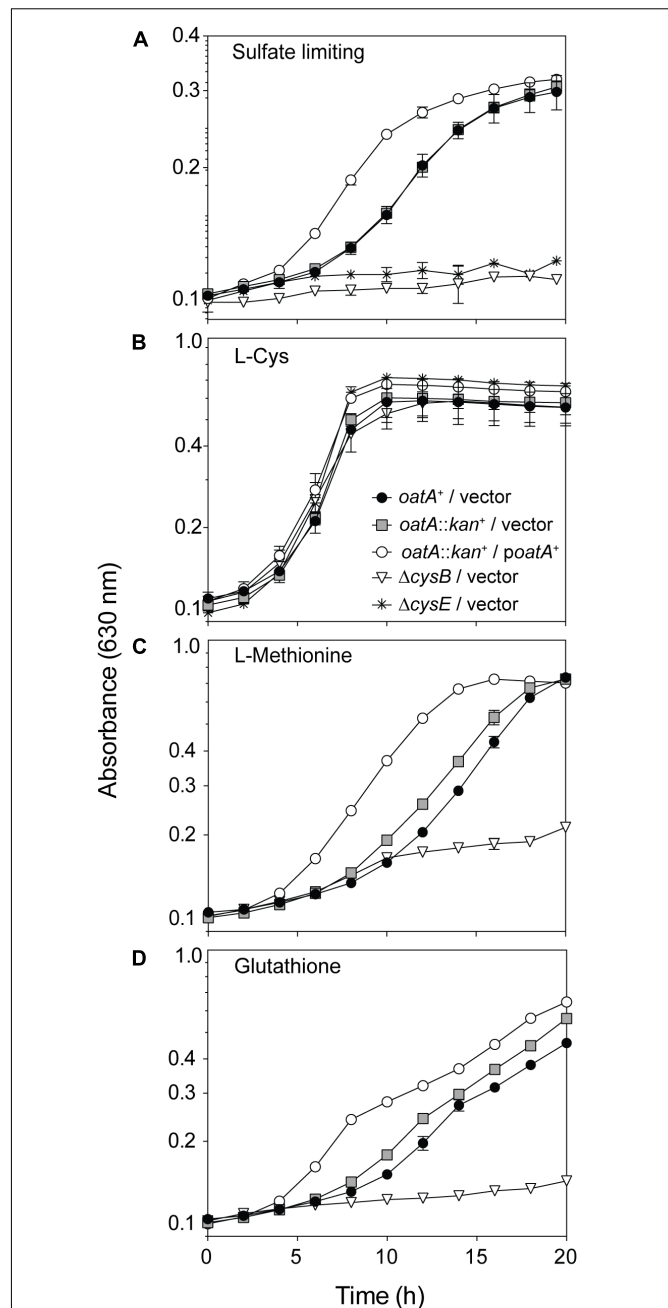 A
Sulfate limiting
0.4
0.3
0.2
0.1
B
L-Cys
1.0
0.4
0.2
0.1
oatA⁺ / vector
oatA::kan⁺ / vector
oatA::kan⁺ / poatA⁺
ΔcysB / vector
ΔcysE / vector
C
L-Methionine
1.0
0.4
0.3
0.2
0.1
D
Glutathione
1.0
0.4
0.3
0.2
0.1
0 5 10 15 20
Time (h)
Absorbance (630 nm)